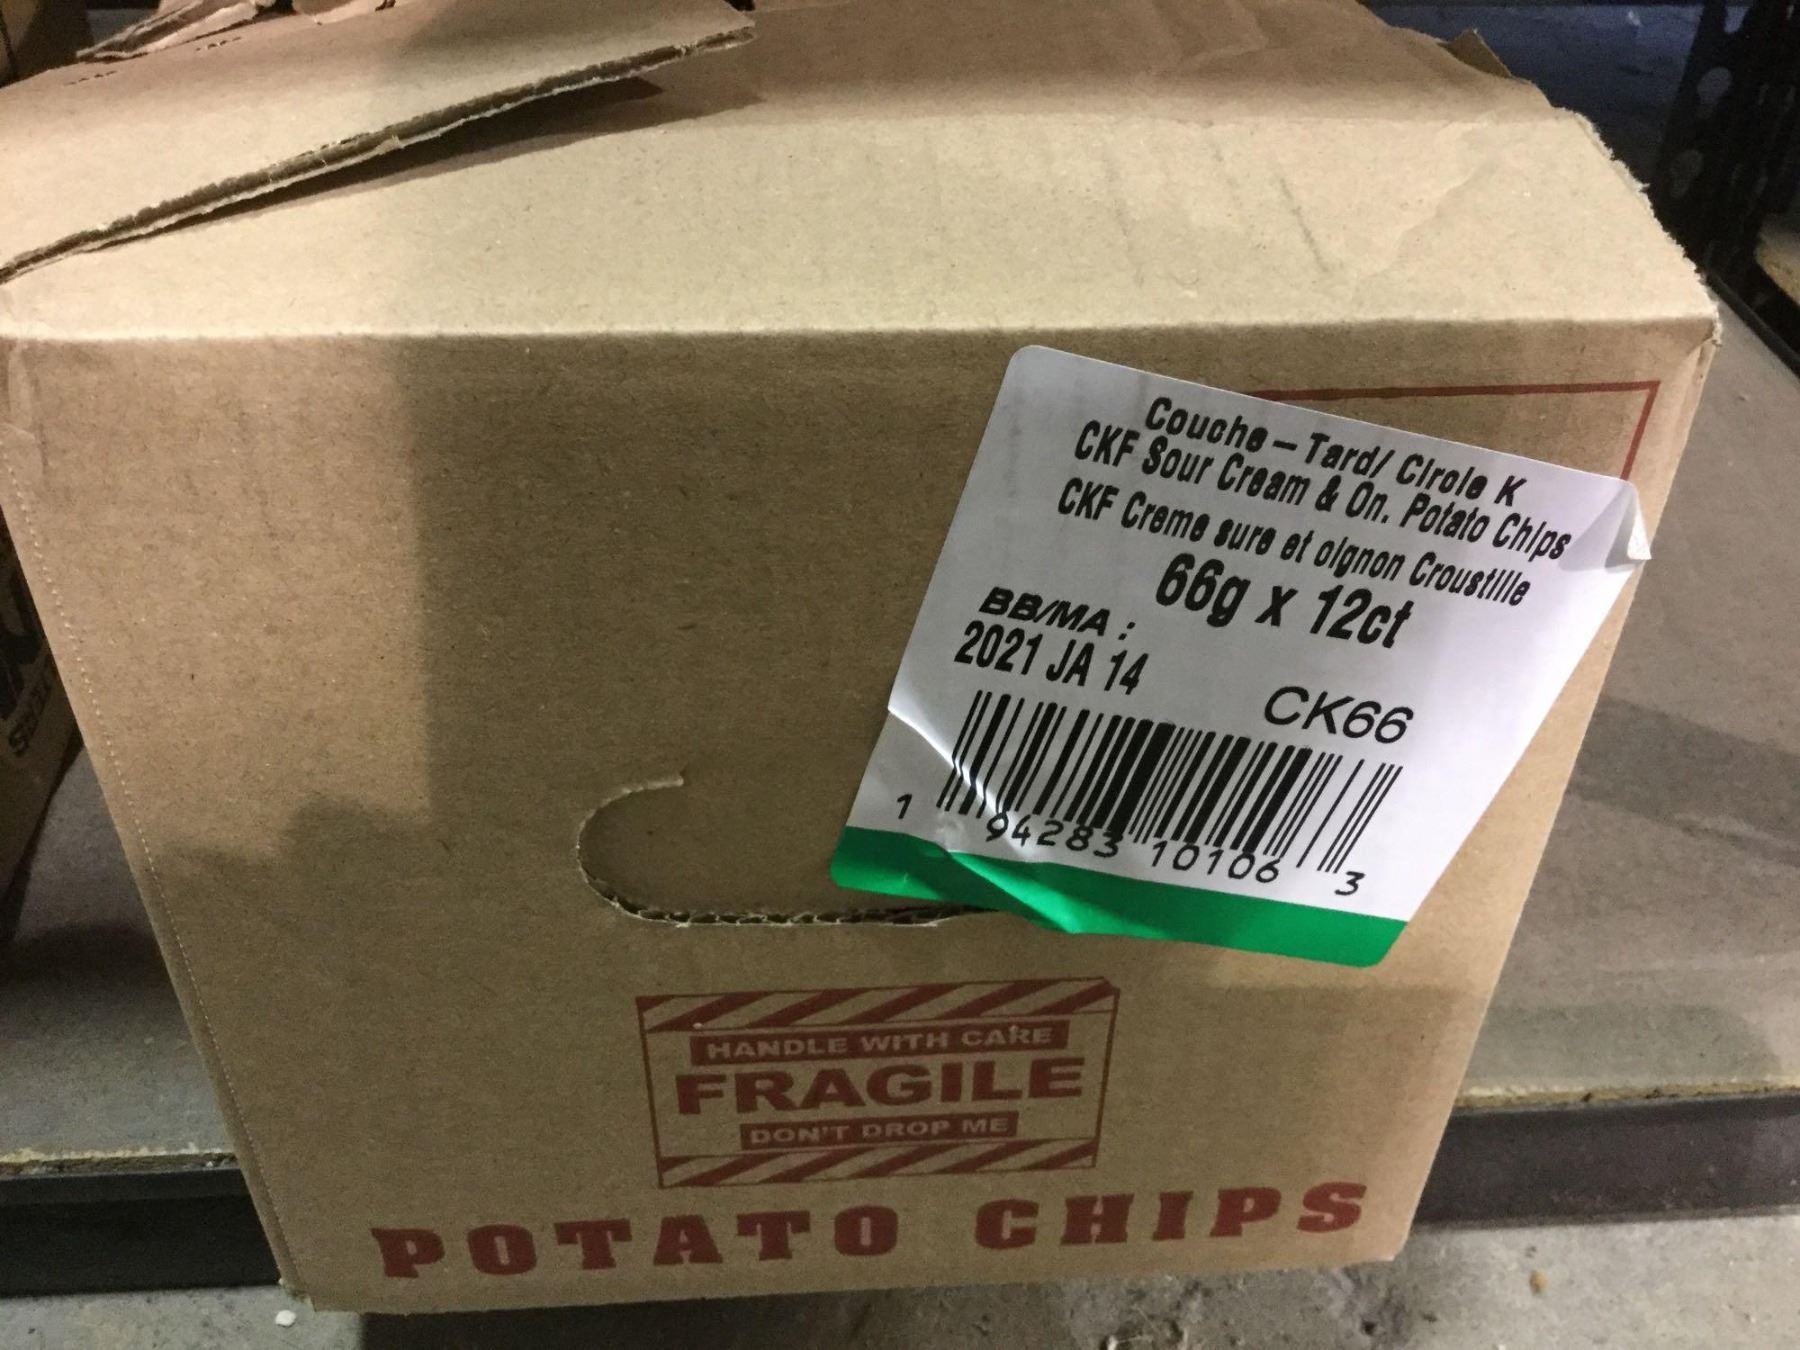 Couche-Tard/ Circle K
CKF Sour Cream & On. Potato Chips
CKF Creme sure et oignon Croustille
66g x 12ct
BB/MA :
2021 JA 14
CK66
1 94283 10106 3
HANDLE WITH CARE
FRAGILE
DON'T DROP ME
POTATO CHIPS